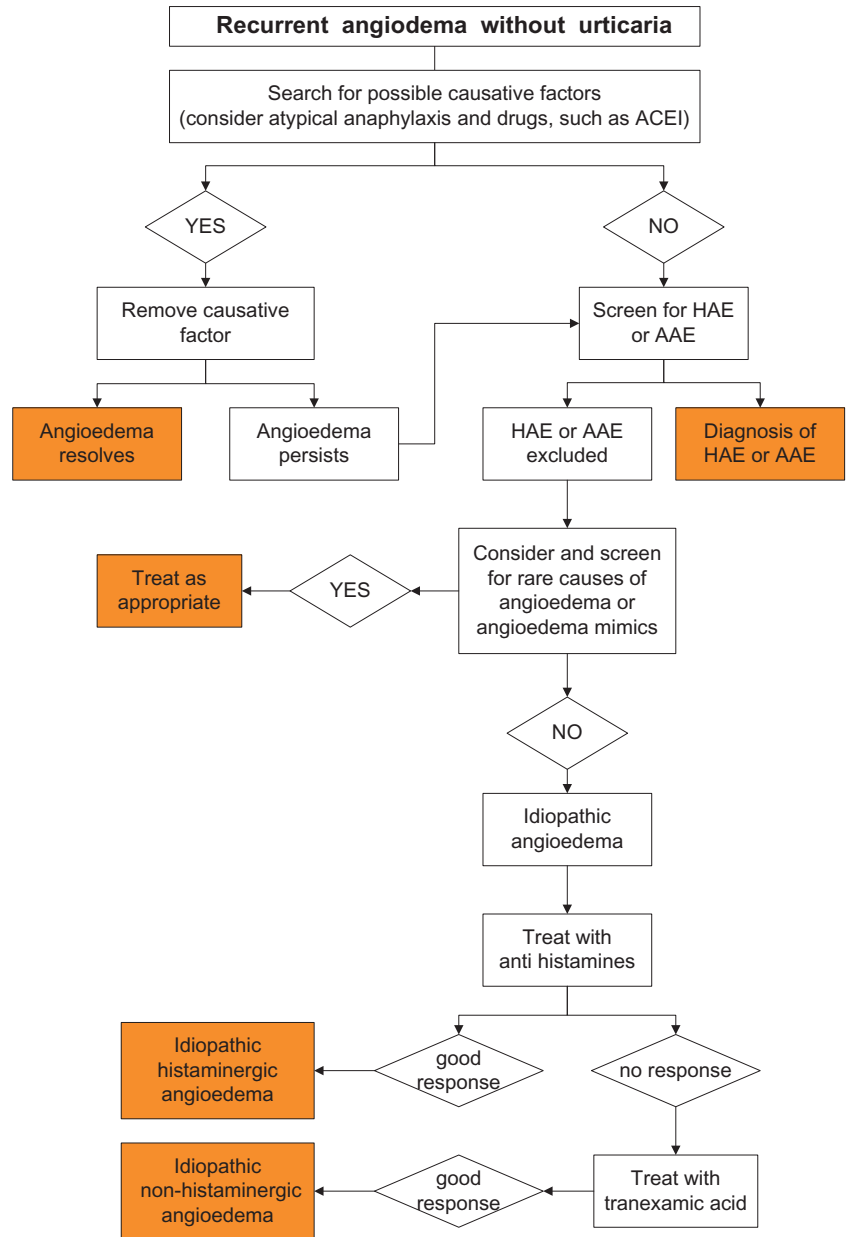 Recurrent angiodema without urticaria
Search for possible causative factors
(consider atypical anaphylaxis and drugs, such as ACEI)
YES
NO
Remove causative
factor
Screen for HAE
or AAE
Angioedema
resolves
Angioedema
persists
HAE or AAE
excluded
Diagnosis of
HAE or AAE
Consider and screen
for rare causes of
angioedema or
angioedema mimics
YES
Treat as
appropriate
NO
Idiopathic
angioedema
Treat with
anti histamines
good
response
no response
Idiopathic
histaminergic
angioedema
Treat with
tranexamic acid
good
response
Idiopathic
non-histaminergic
angioedema